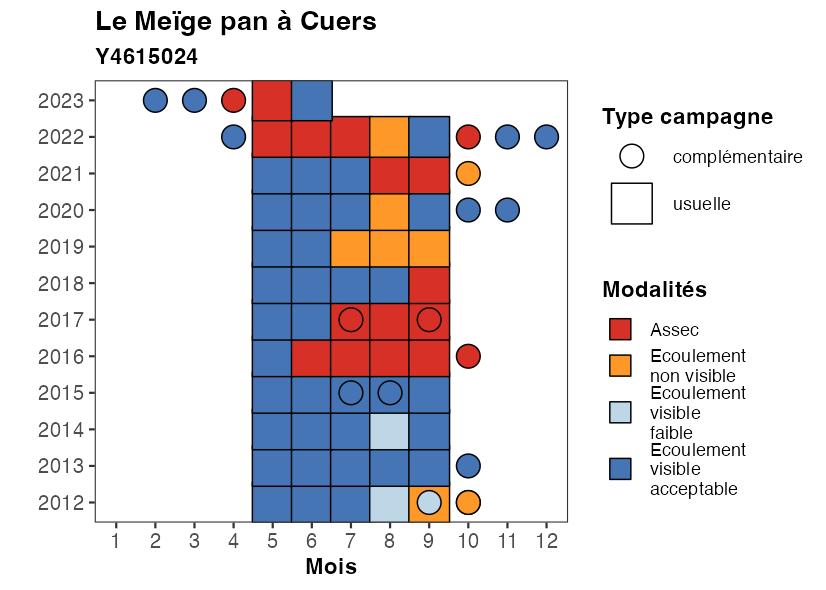 Le Meïge pan à Cuers
Y4615024
2023
2022
2021
2020
2019
2018
2017
2016
2015
2014
2013
2012
1 2 3 4 5 6 7 8 9 10 11 12
Mois
Type campagne
complémentaire
usuelle
Modalités
Assec
Ecoulement
non visible
Ecoulement
visible
faible
Ecoulement
visible
acceptable